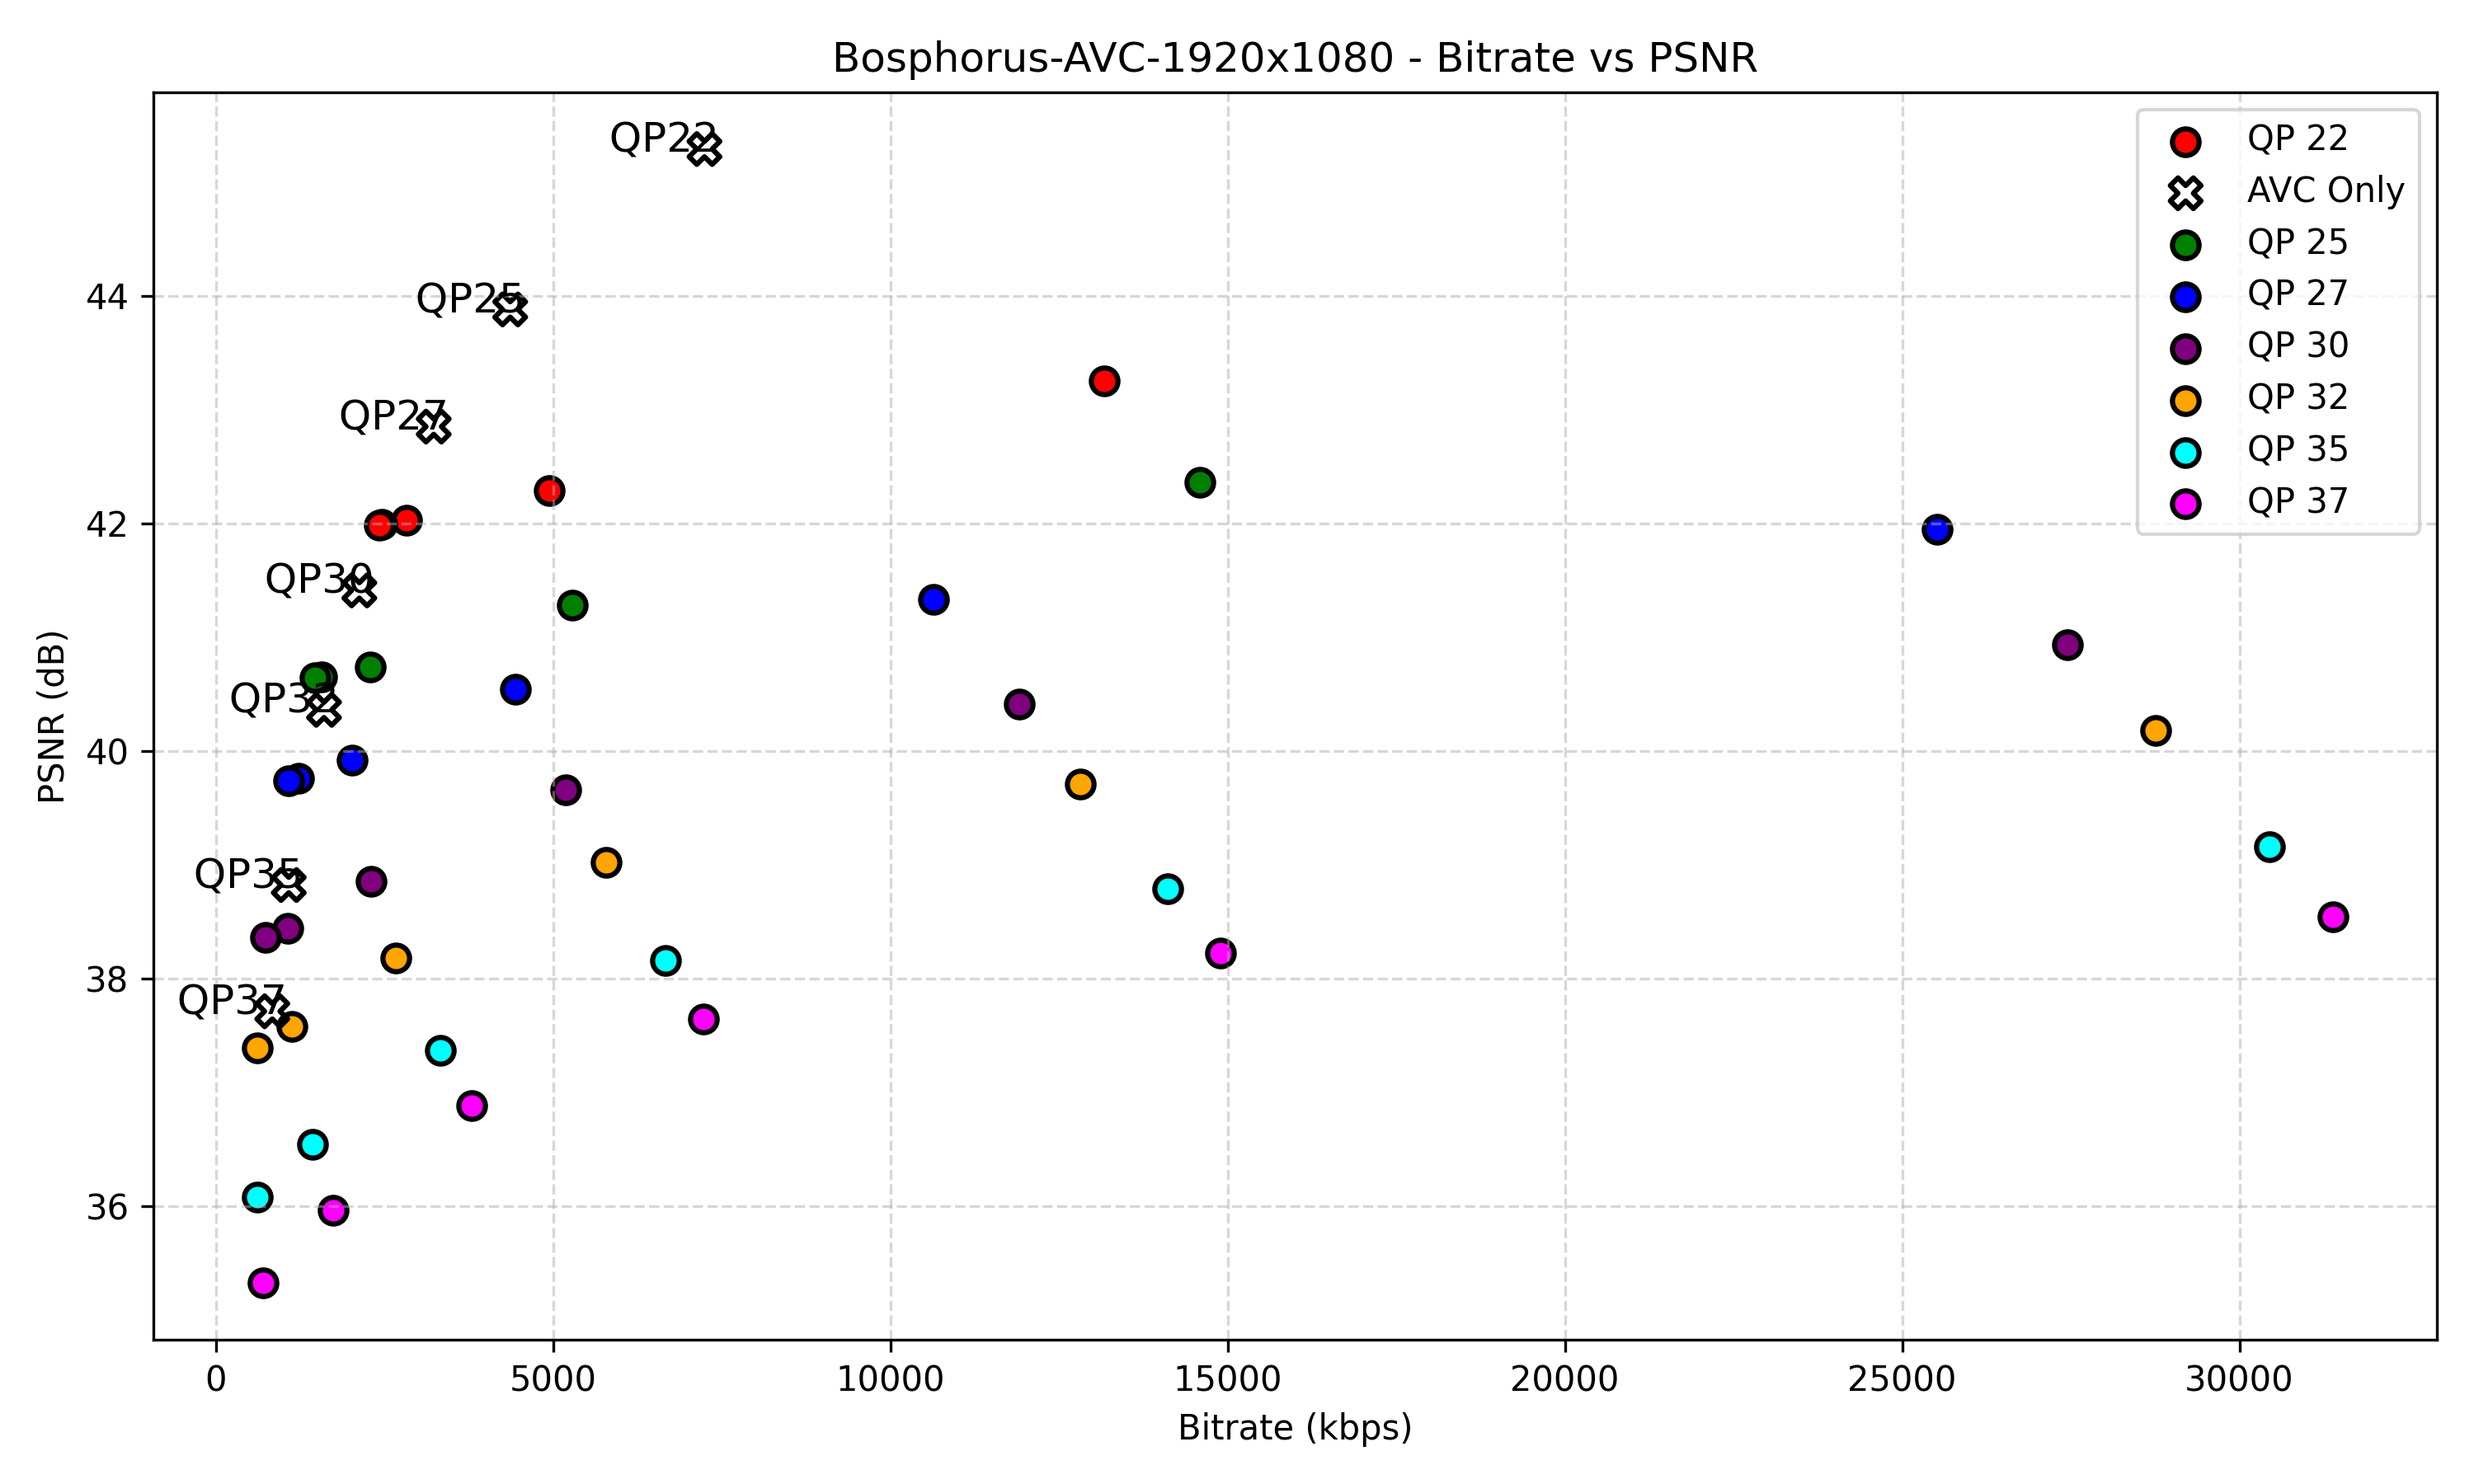 Bosphorus-AVC-1920x1080 - Bitrate vs PSNR
QP22
QP25
QP27
QP30
QP32
QP35
QP37
QP 22
AVC Only
QP 25
QP 27
QP 30
QP 32
QP 35
QP 37
PSNR (dB)
44
42
40
38
36
0
5000
10000
15000
20000
25000
30000
Bitrate (kbps)